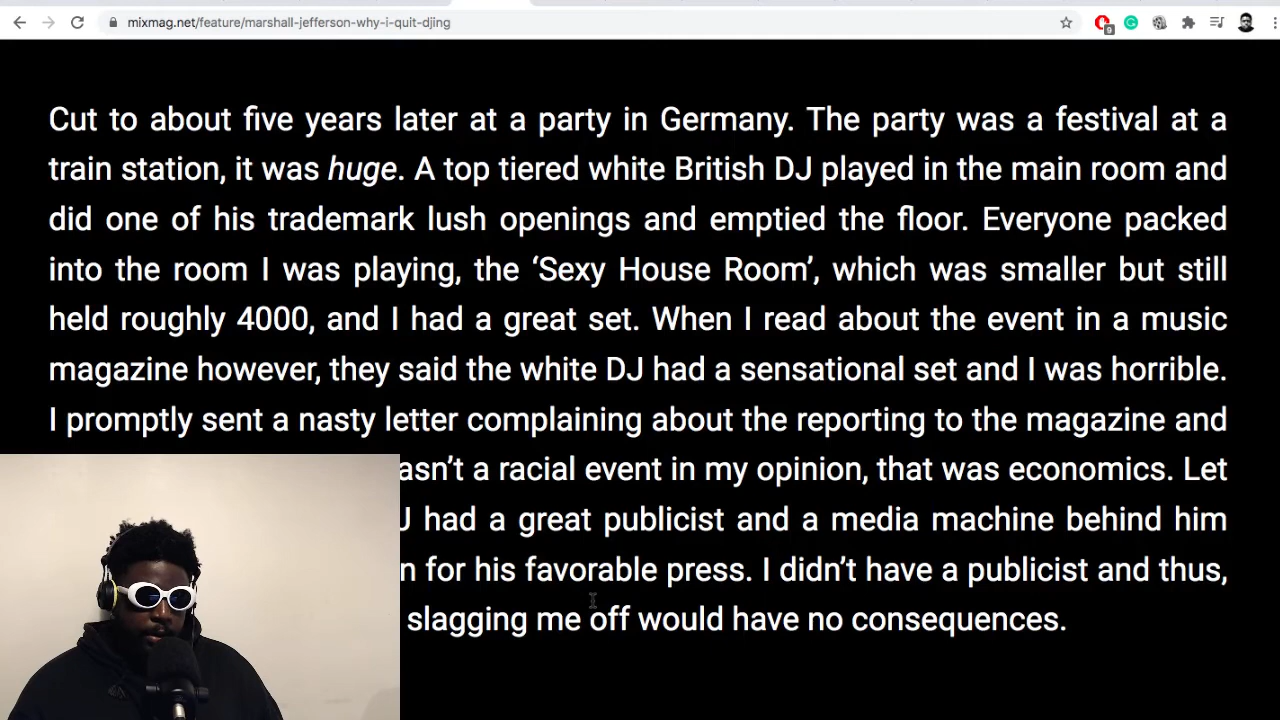 mixmag.net/feature/marshall-jefferson-why-i-quit-djing
9
Cut to about five years later at a party in Germany. The party was a festival at a
train station, it was huge. A top tiered white British DJ played in the main room and
did one of his trademark lush openings and emptied the floor. Everyone packed
into the room I was playing, the ‘Sexy House Room’, which was smaller but still
held roughly 4000, and I had a great set. When I read about the event in a music
magazine however, they said the white DJ had a sensational set and I was horrible.
I promptly sent a nasty letter complaining about the reporting to the magazine and
a racial event in my opinion, that was economics. Let
had a great publicist and a media machine behind him
for his favorable press. I didn’t have a publicist and thus,
slagging me off would have no consequences.